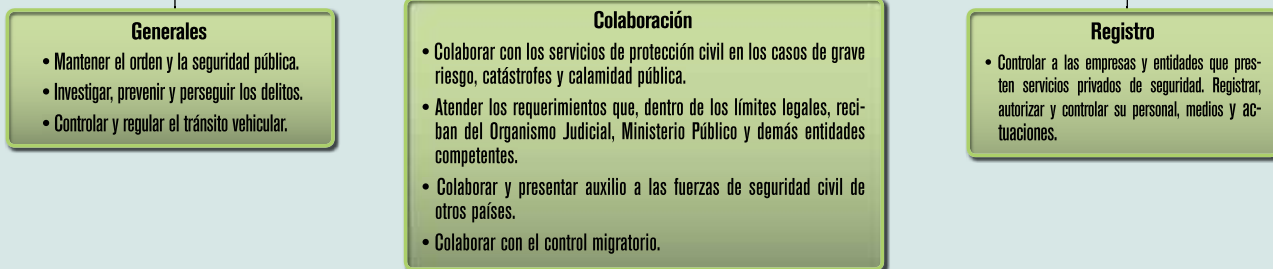 Generales
• Mantener el orden y la seguridad pública.
• Investigar, prevenir y perseguir los delitos.
• Controlar y regular el tránsito vehicular.
Colaboración
• Colaborar con los servicios de protección civil en los casos de grave
riesgo, catástrofes y calamidad pública.
• Atender los requerimientos que, dentro de los límites legales, reci-
ban del Organismo Judicial, Ministerio Público y demás entidades
competentes.
• Colaborar y presentar auxilio a las fuerzas de seguridad civil de
otros países.
• Colaborar con el control migratorio.
Registro
• Controlar a las empresas y entidades que pres-
ten servicios privados de seguridad. Registrar,
autorizar y controlar su personal, medios y ac-
tuaciones.